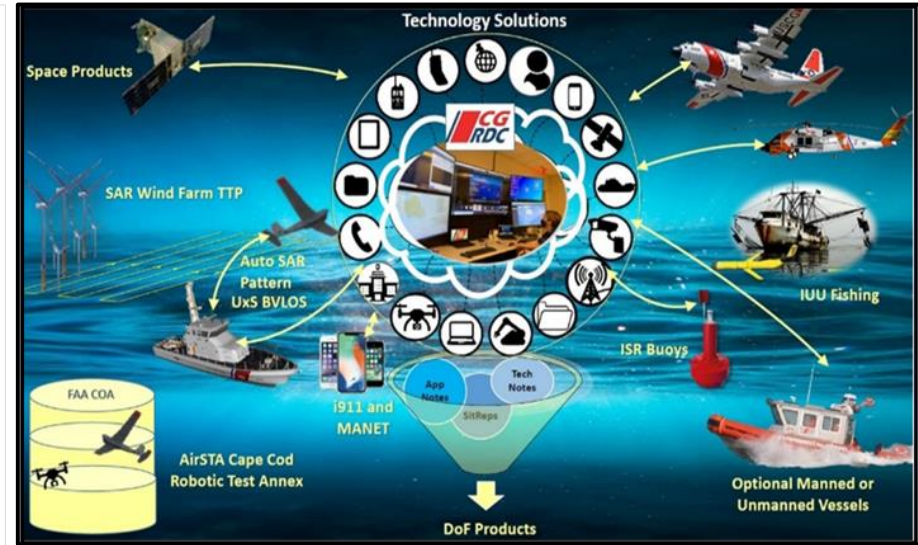 Technology Solutions
Space Products
CG
RDC
SAR Wind Farm TTP
Auto SAR
Pattern
UxS BVLOS
IUU Fishing
ISR Buoys
i911 and
MANET
App
Notes
Tech
Notes
SitReps
FAA COA
AirSTA Cape Cod
Robotic Test Annex
Optional Manned or
Unmanned Vessels
DoF Products